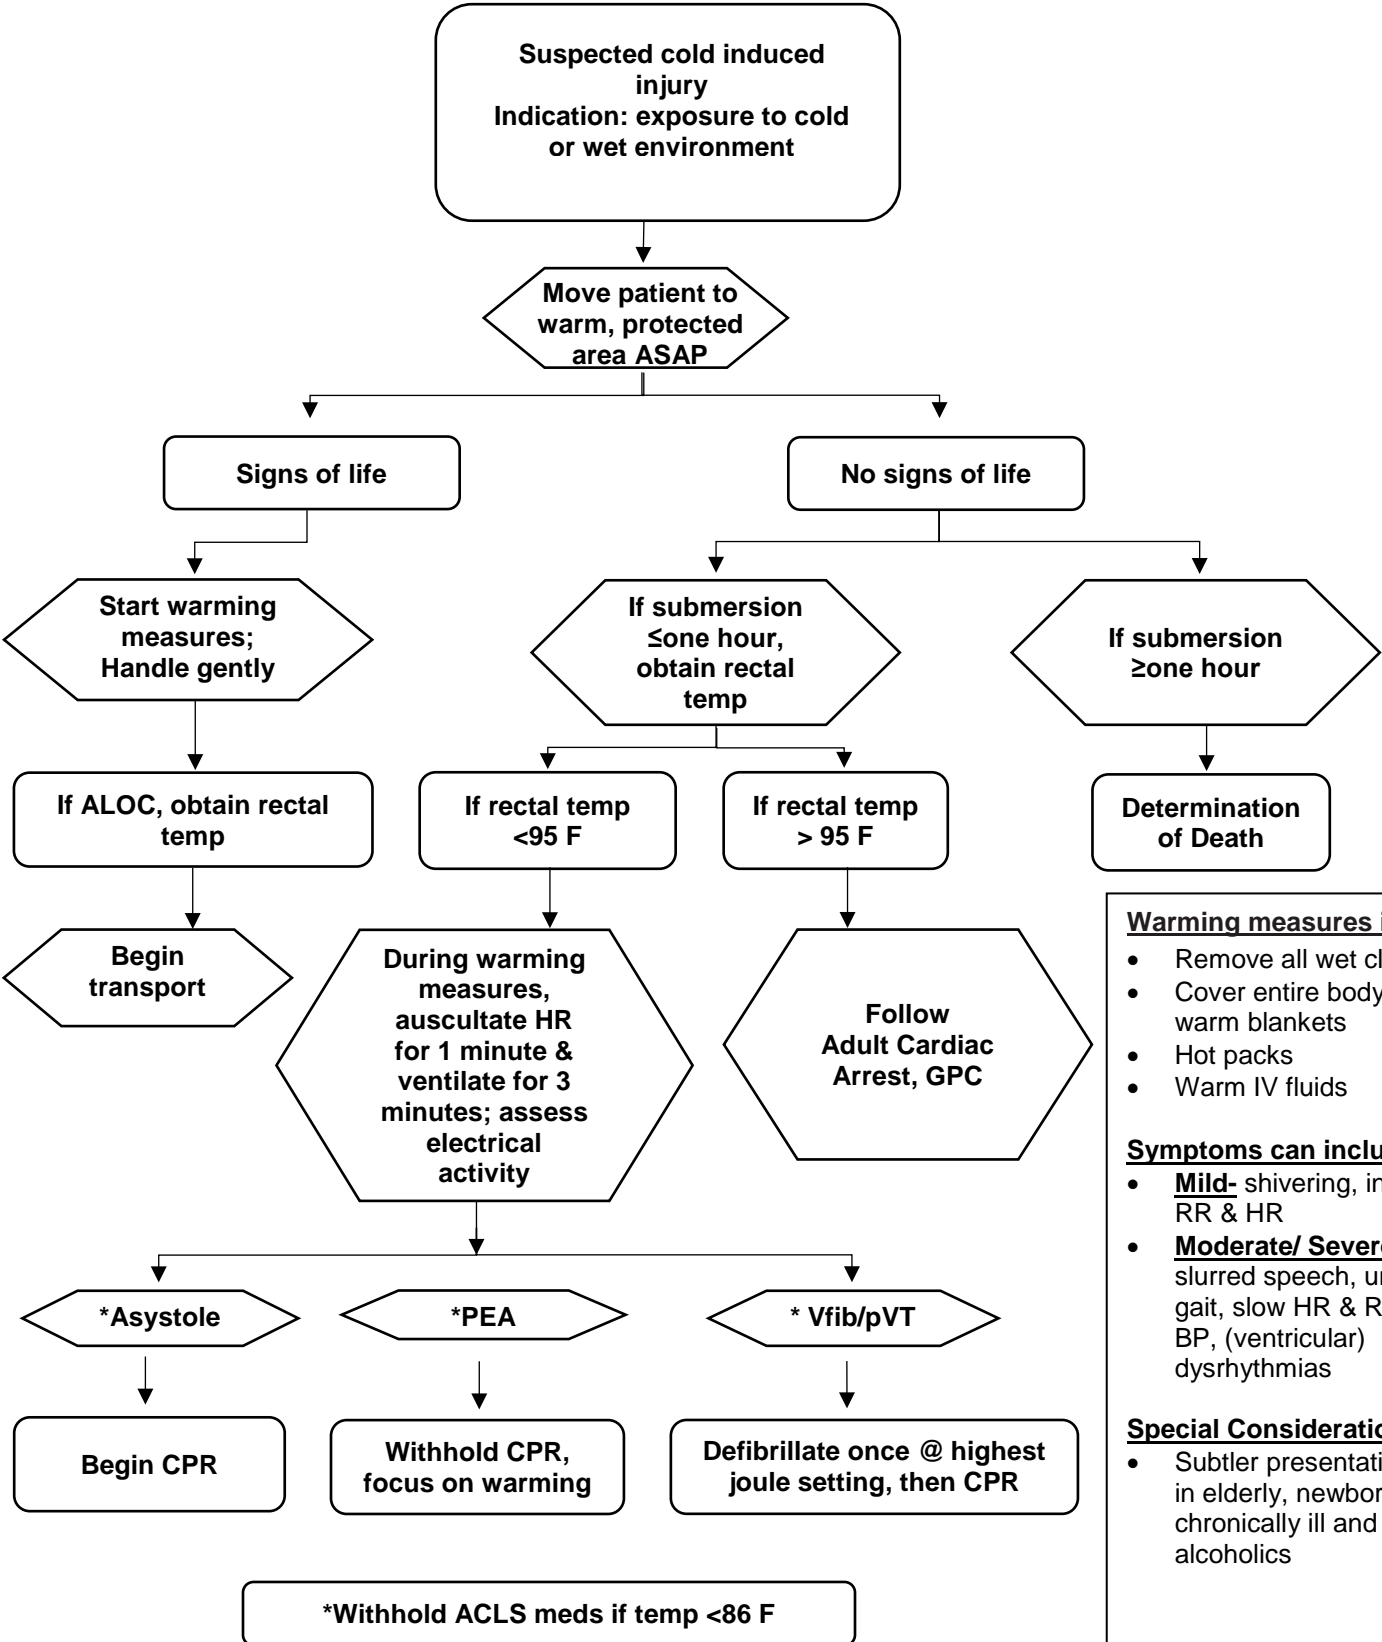 Suspected cold induced
injury
Indication: exposure to cold
or wet environment
Move patient to
warm, protected
area ASAP
Signs of life
No signs of life
Start warming
measures;
Handle gently
If submersion
≤one hour,
obtain rectal
temp
If submersion
≥one hour
If ALOC, obtain rectal
temp
If rectal temp
<95 F
If rectal temp
> 95 F
Determination
of Death
Begin
transport
During warming
measures,
auscultate HR
for 1 minute &
ventilate for 3
minutes; assess
electrical
activity
Follow
Adult Cardiac
Arrest, GPC
*Asystole
*PEA
* Vfib/pVT
Begin CPR
Withhold CPR,
focus on warming
Defibrillate once @ highest
joule setting, then CPR
*Withhold ACLS meds if temp <86 F
Warming measures
• Remove all wet
• Cover entire body
warm blankets
• Hot packs
• Warm IV fluids
Symptoms can
• Mild- shivering,
RR & HR
• Moderate/
slurred speech,
gait, slow HR &
BP, (ventricular)
dysrhythmias
Special
• Subtler
in elderly,
chronically ill and
alcoholics